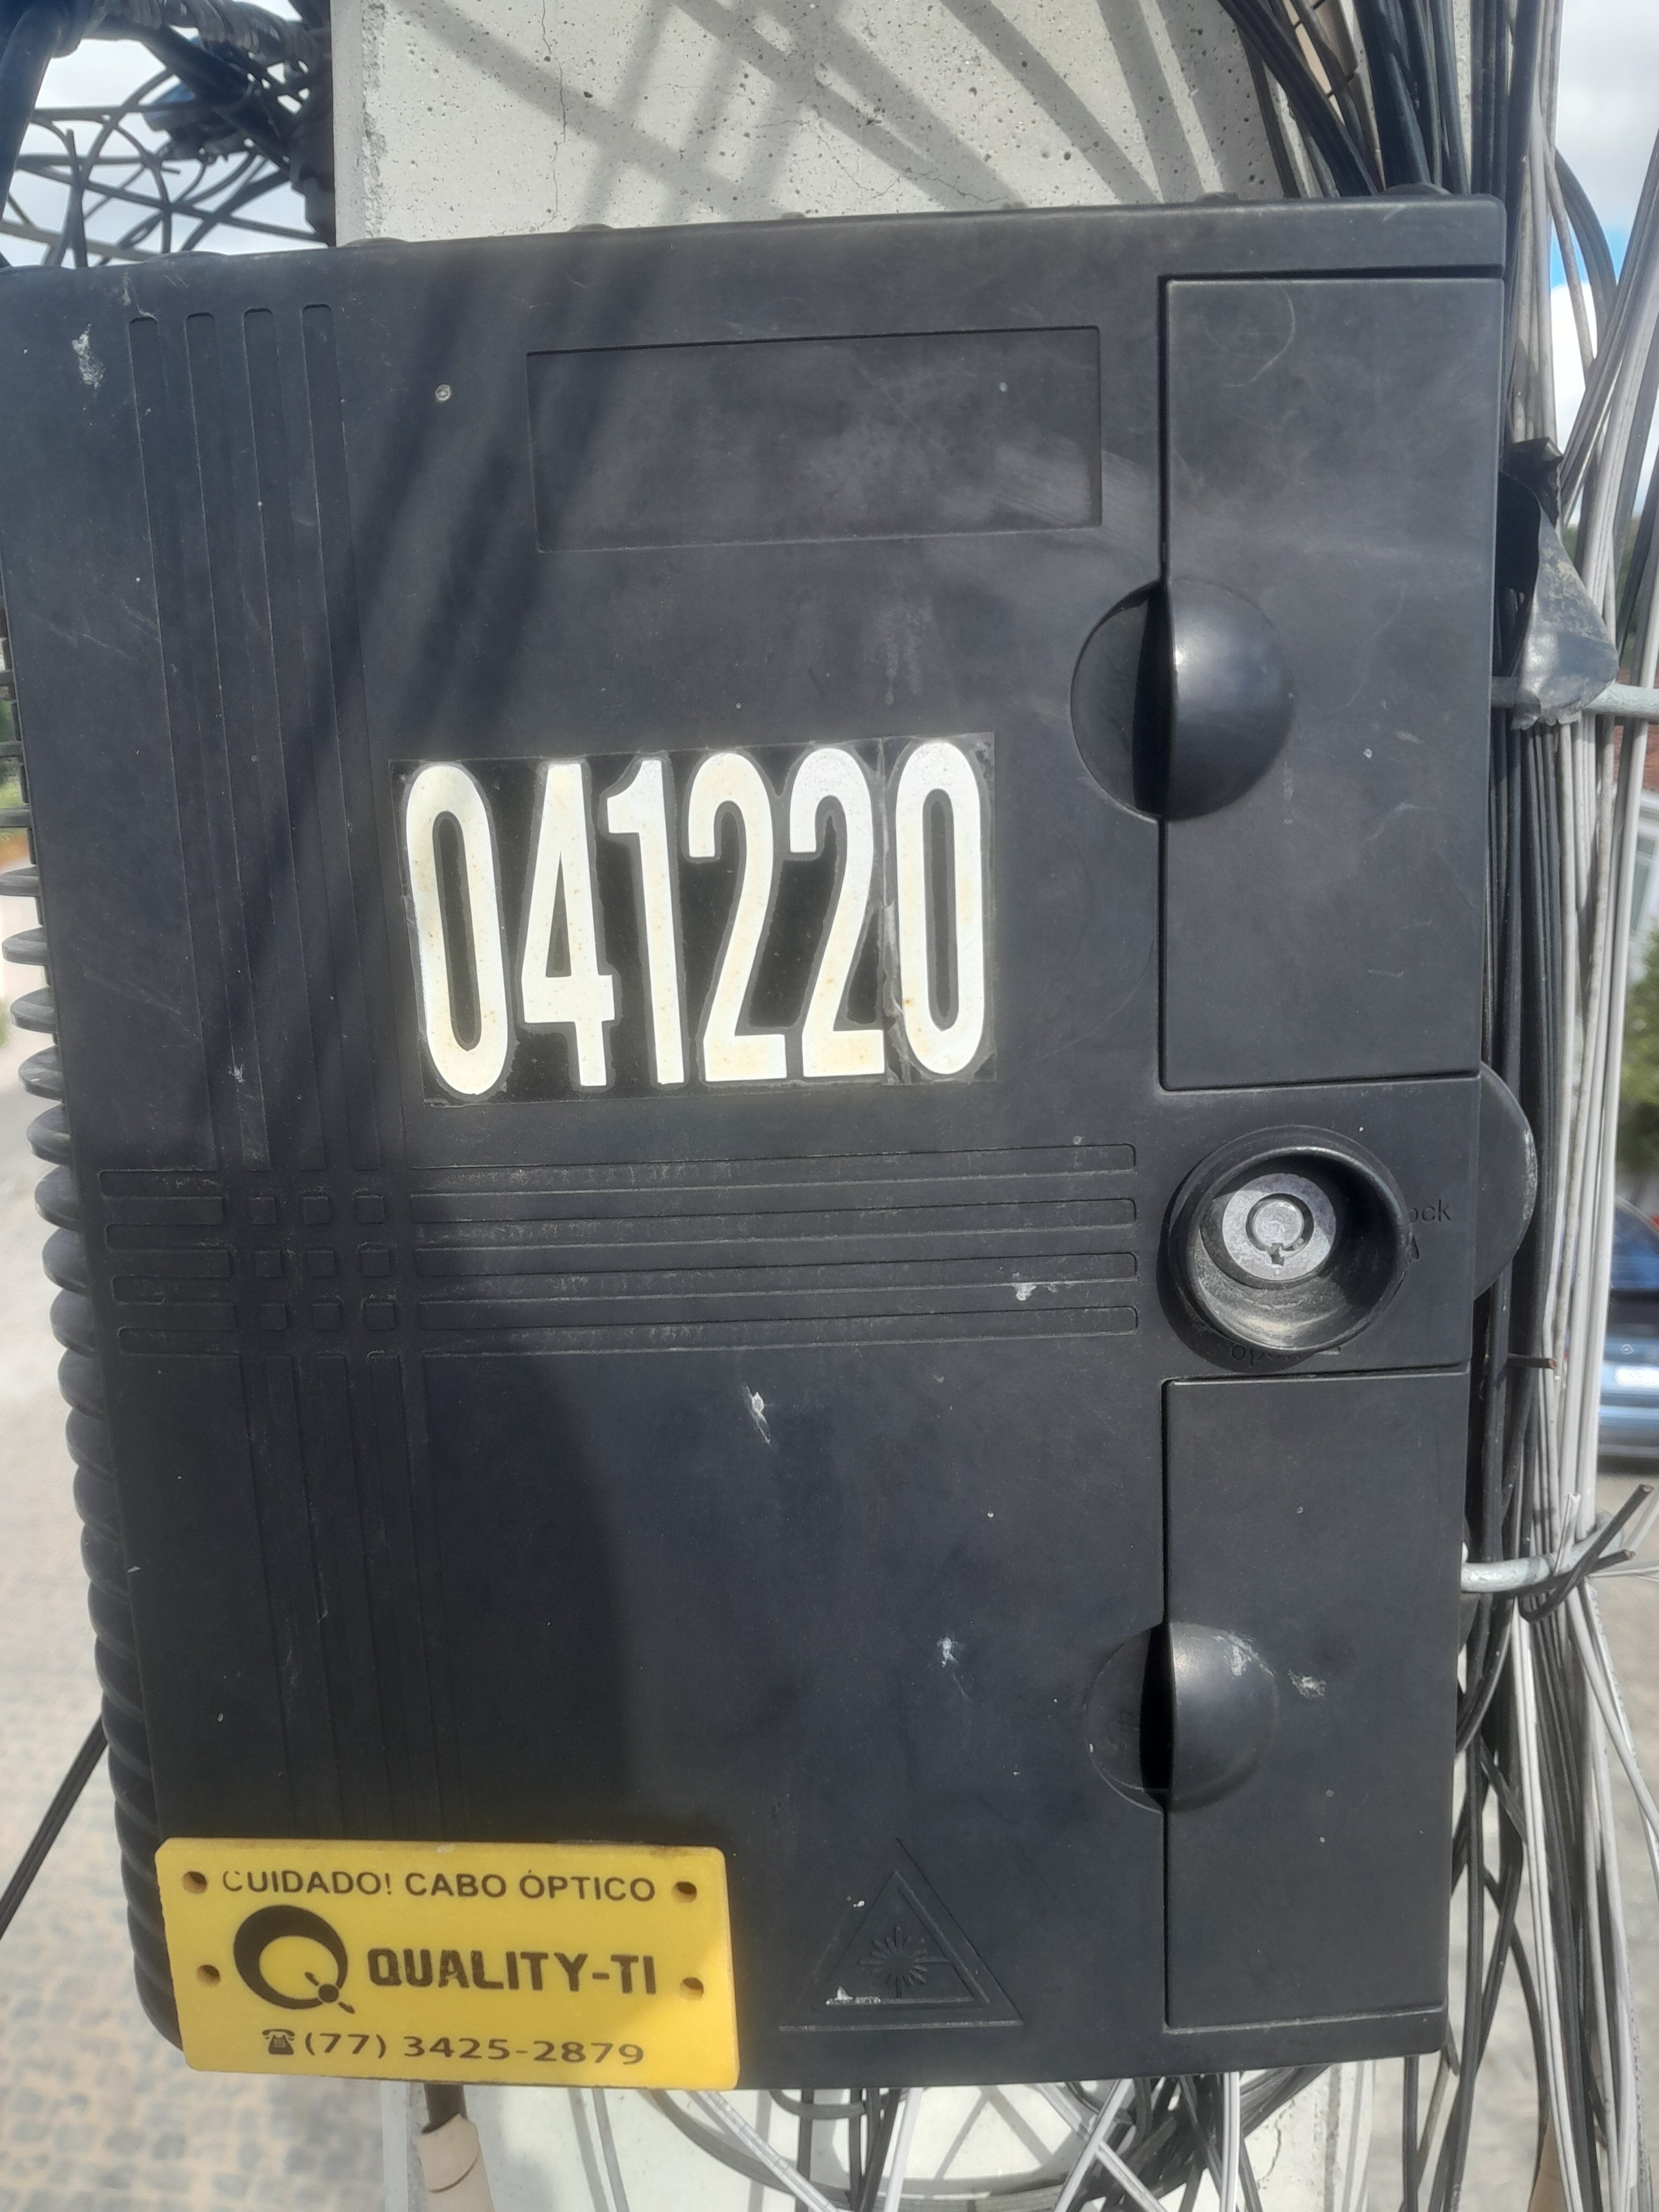 041220
CUIDADO! CABO ÓPTICO
QUALITY-TI
(77) 3425-2879